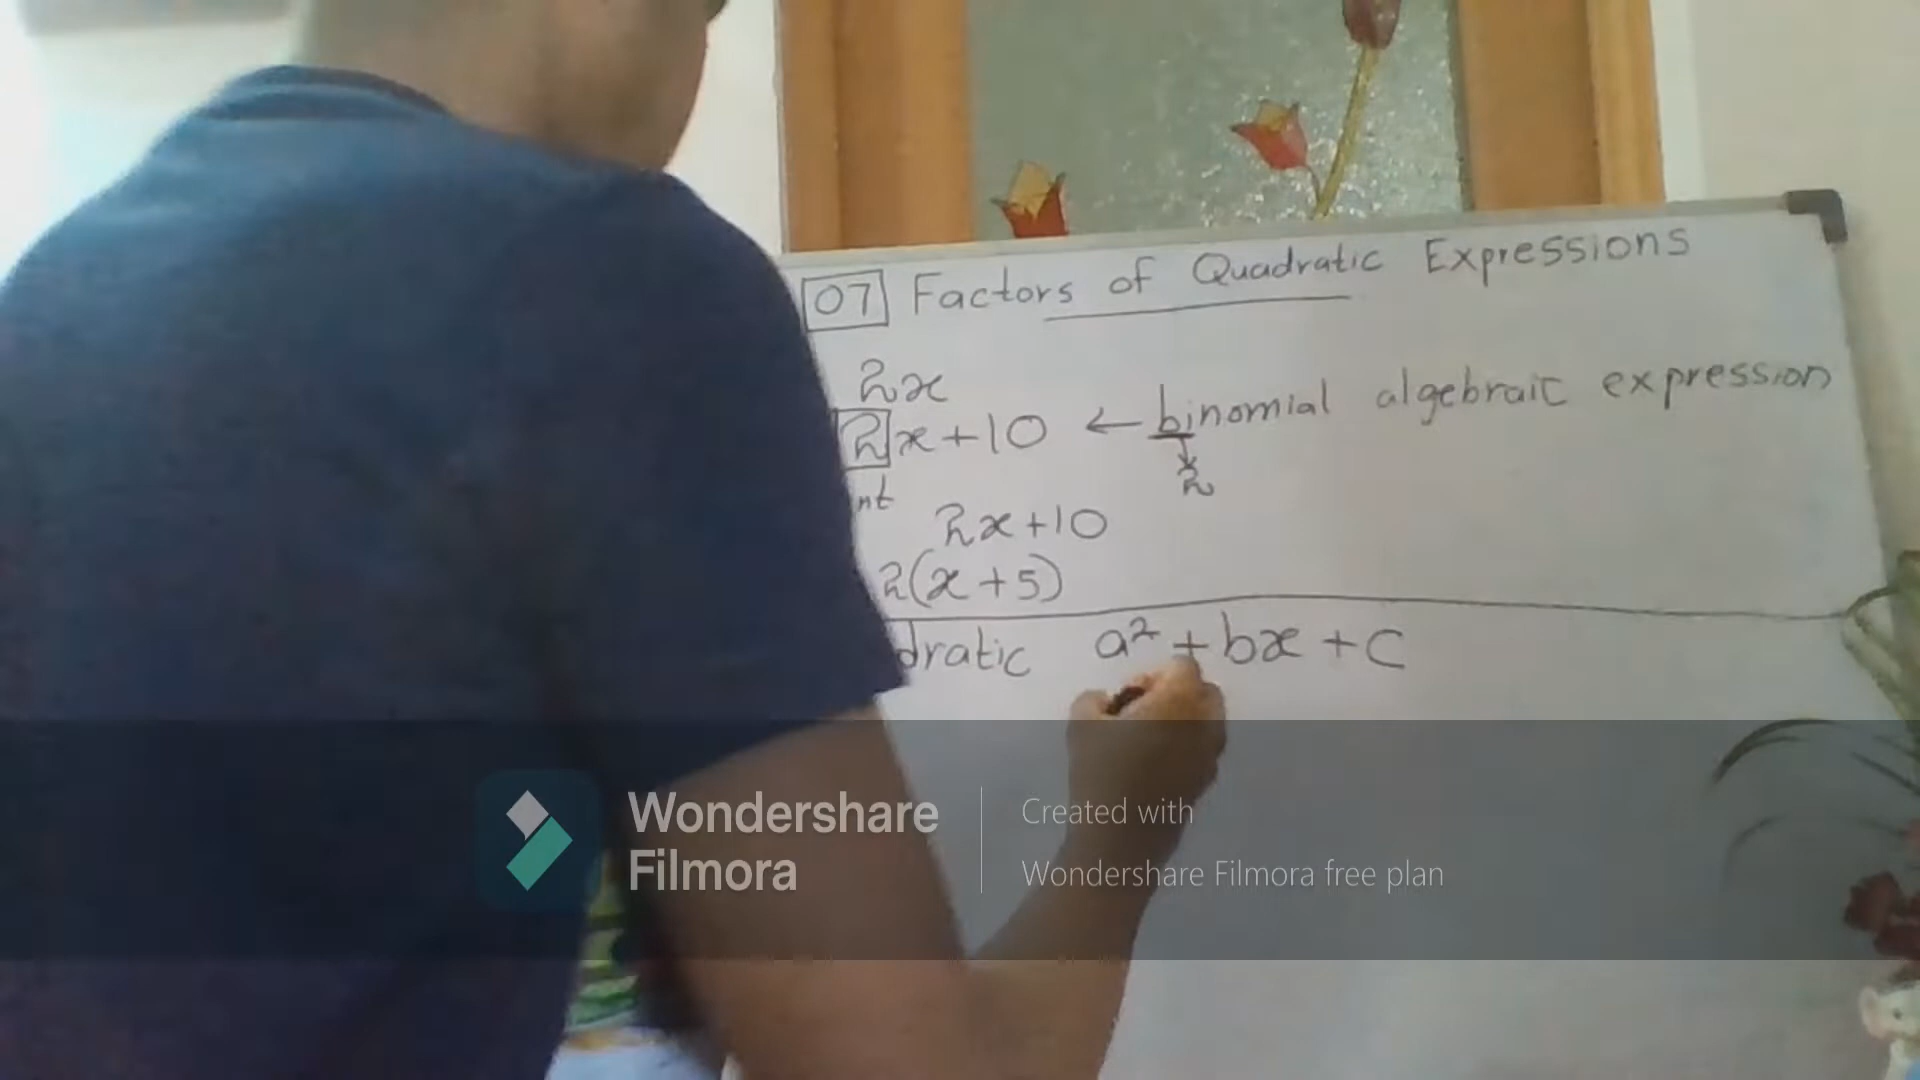 07 Factors of Quadratic Expressions
2x
2x+10 ← binomial algebraic expression
2
nt
2x+10
2(x+5)
dratic a²+bx+c
Wondershare
Filmora
Created with
Wondershare Filmora free plan